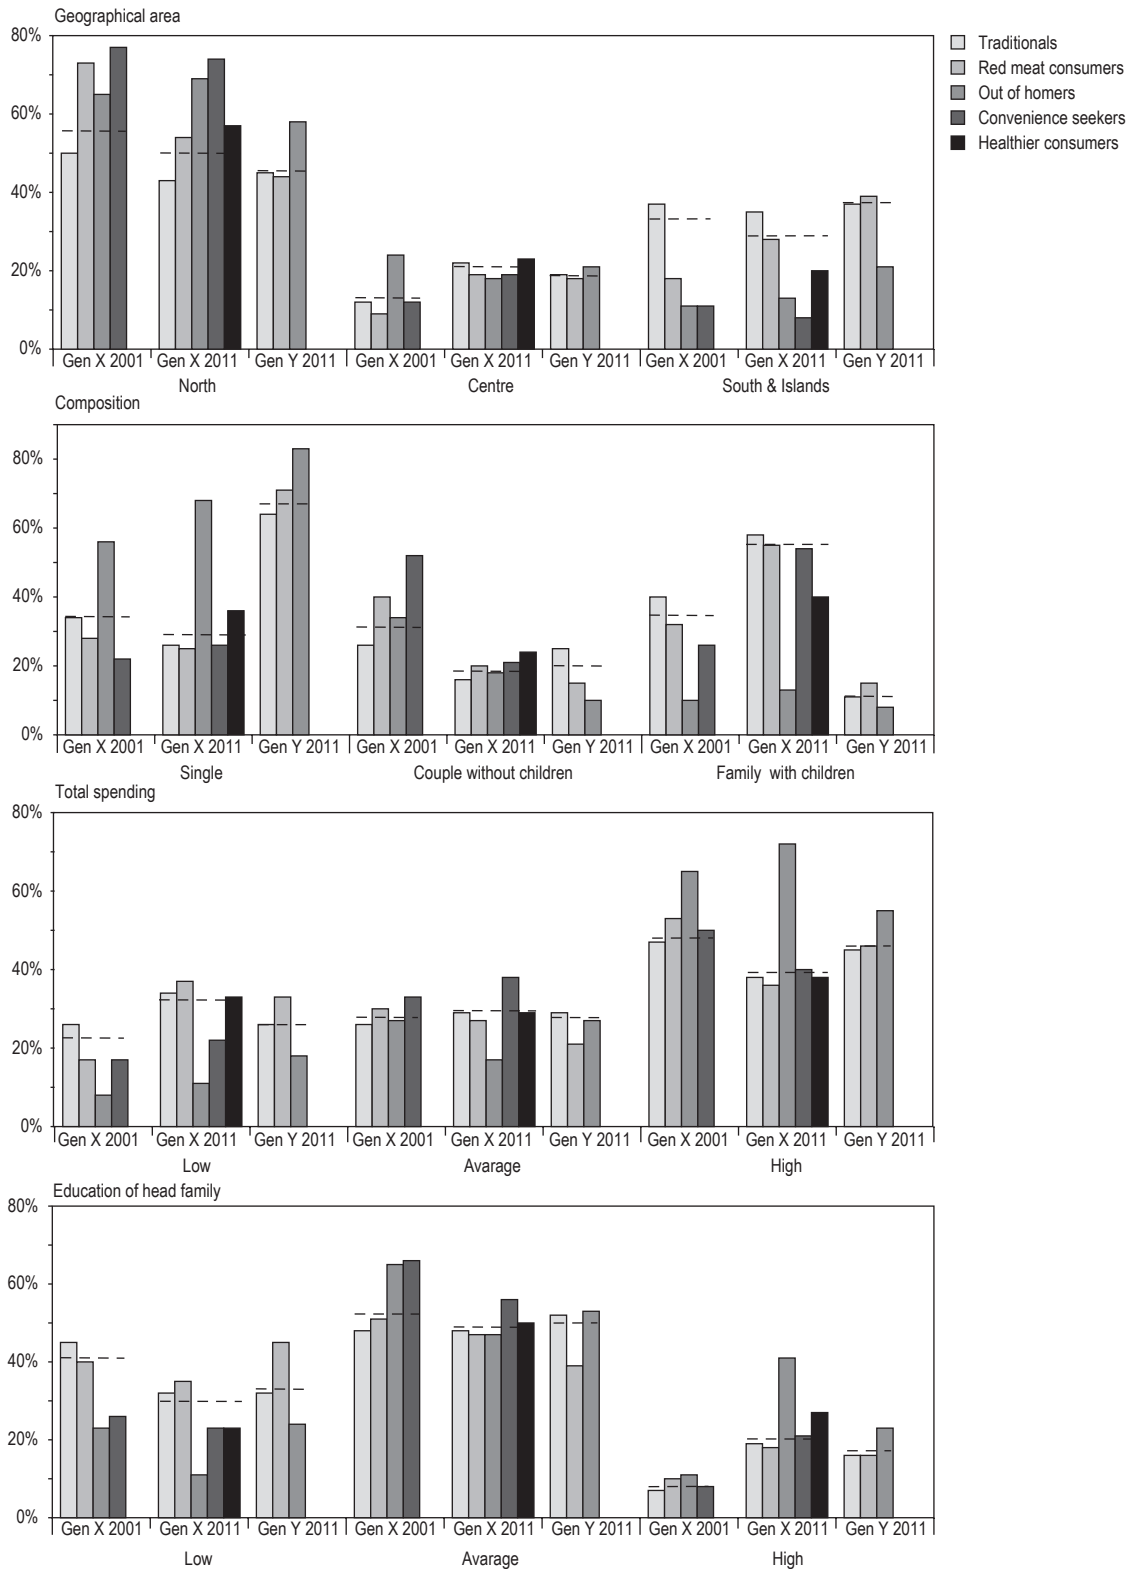 Geographical area
80%
60%
40%
20%
0%
Gen X 2001 Gen X 2011 Gen Y 2011 Gen X 2001 Gen X 2011 Gen Y 2011 Gen X 2001 Gen X 2011 Gen Y 2011
North Centre South & Islands
Traditionals
Red meat consumers
Out of homers
Convenience seekers
Healthier consumers
Composition
80%
60%
40%
20%
0%
Gen X 2001 Gen X 2011 Gen Y 2011 Gen X 2001 Gen X 2011 Gen Y 2011 Gen X 2001 Gen X 2011 Gen Y 2011
Single Couple without children Family with children
Total spending
80%
60%
40%
20%
0%
Gen X 2001 Gen X 2011 Gen Y 2011 Gen X 2001 Gen X 2011 Gen Y 2011 Gen X 2001 Gen X 2011 Gen Y 2011
Low Avarage High
Education of head family
80%
60%
40%
20%
0%
Gen X 2001 Gen X 2011 Gen Y 2011 Gen X 2001 Gen X 2011 Gen Y 2011 Gen X 2001 Gen X 2011 Gen Y 2011
Low Avarage High